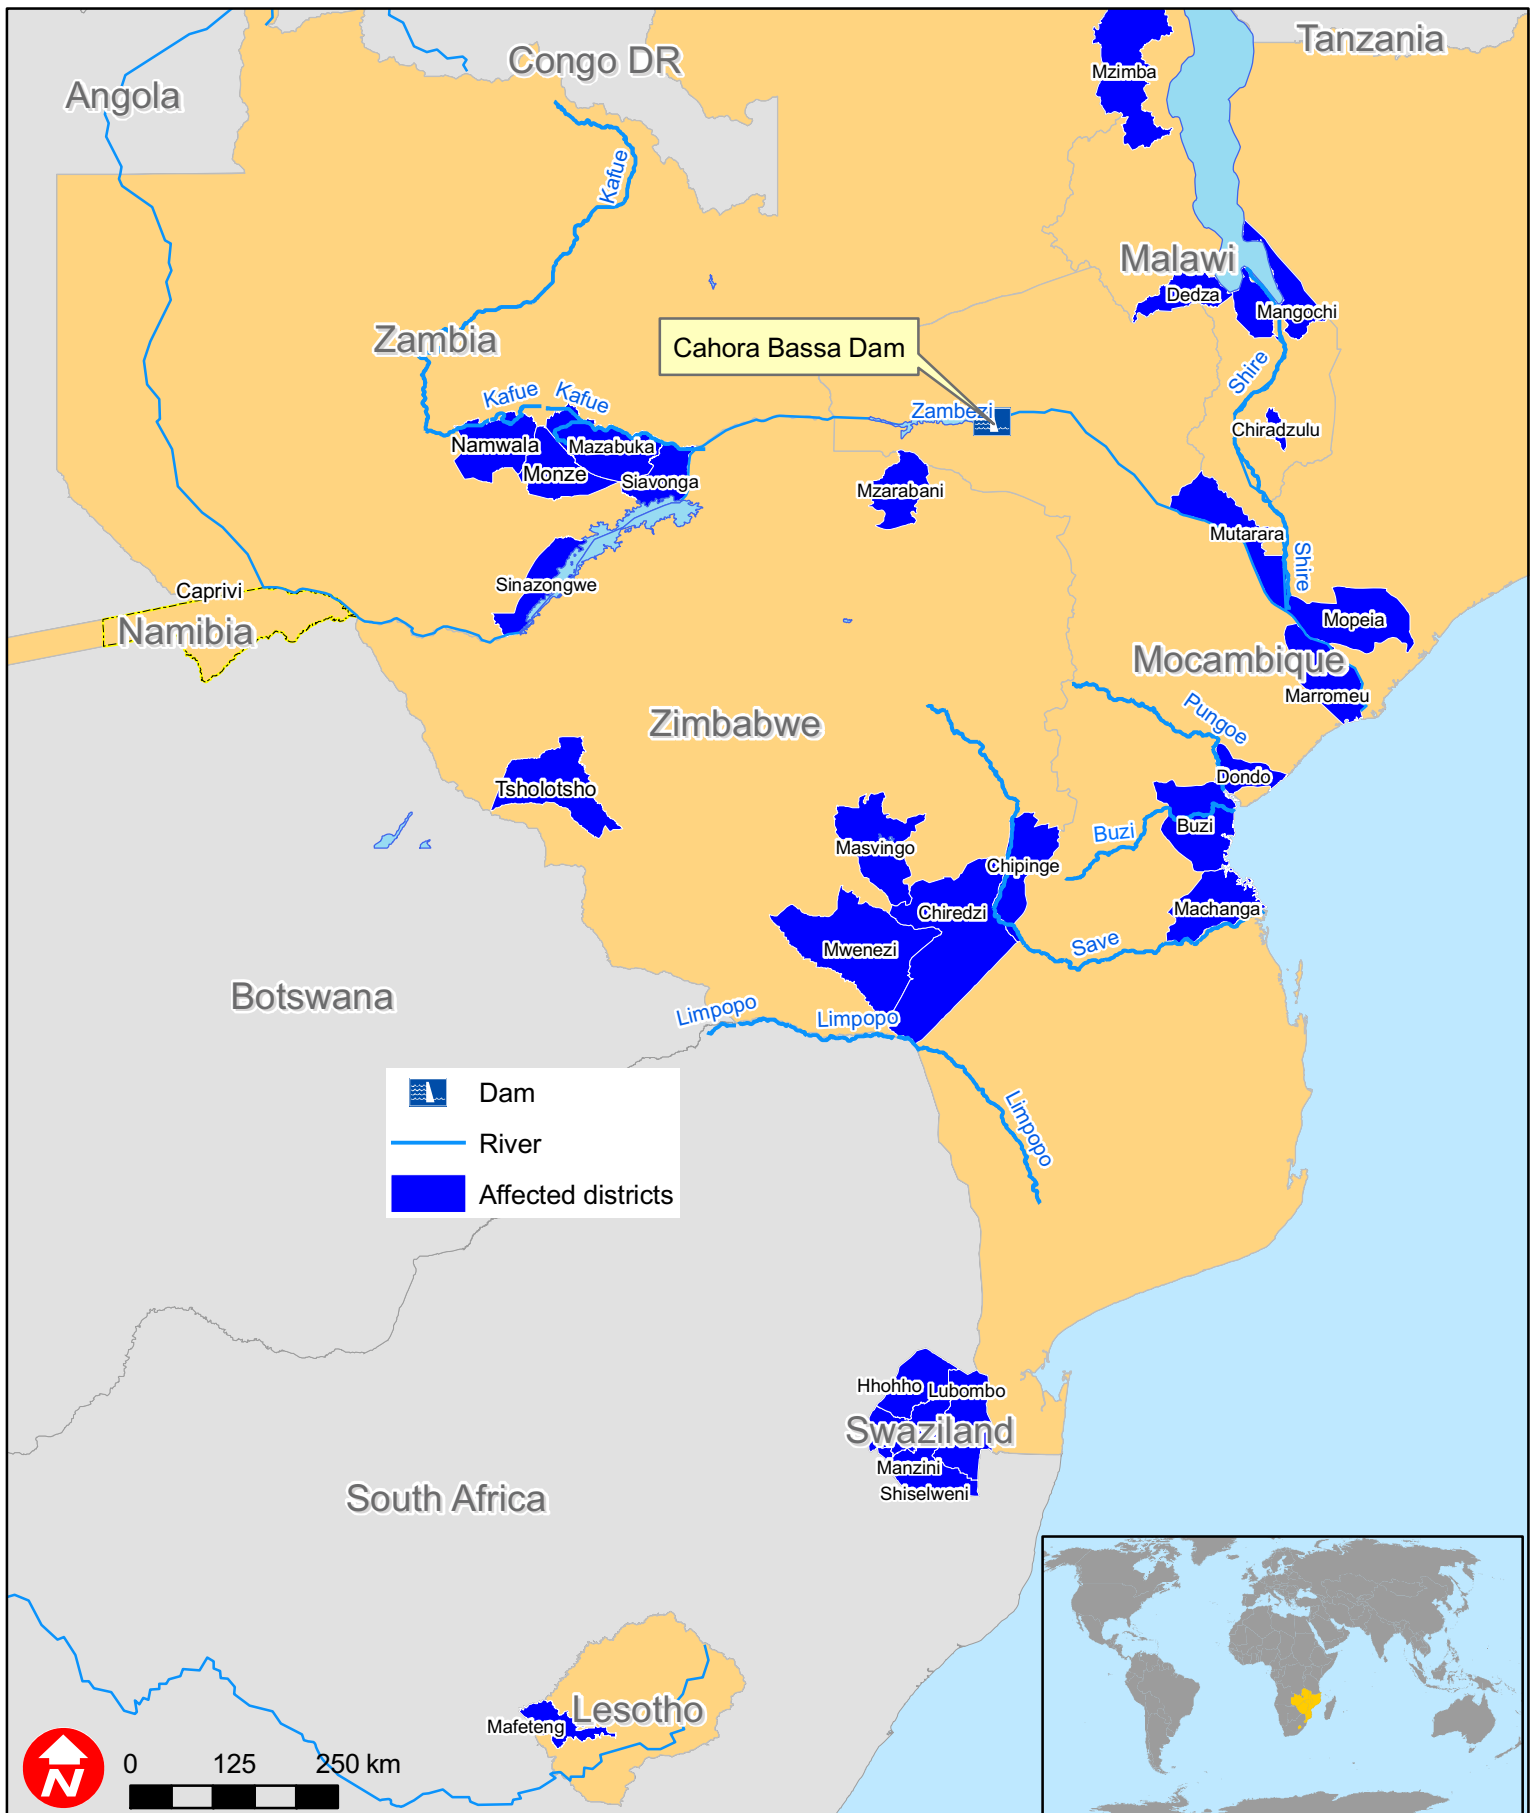 Congo DR
Tanzania
Angola
Mzimba
Kafue
Malawi
Dedza
Mangochi
Zambia
Cahora Bassa Dam
Shire
Kafue
Kafue
Zambezi
Chiradzulu
Namwala
Mazabuka
Monze
Siavonga
Mzarabani
Mutarara
Shire
Sinazongwe
Caprivi
Namibia
Mopeia
Mocambique
Marromeu
Zimbabwe
Pungoe
Dondo
Tsholotsho
Buzi
Buzi
Masvingo
Chipinge
Chiredzi
Machanga
Mwenezi
Save
Botswana
Limpopo
Limpopo
Limpopo
Dam
River
Affected districts
Hhohho
Lubombo
Swaziland
Manzini
Shiselweni
South Africa
Lesotho
Mafeteng
N
0 125 250 km